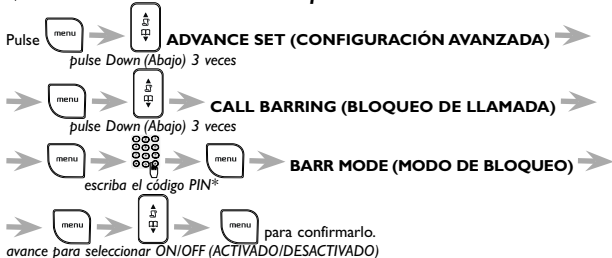 Pulse menu ADVANCE SET (CONFIGURACIÓN AVANZADA)
pulse Down (Abajo) 3 veces
menu CALL BARRING (BLOQUEO DE LLAMADA)
pulse Down (Abajo) 3 veces
menu menu BARR MODE (MODO DE BLOQUEO)
escriba el código PIN*
menu menu para confirmarlo.
avance para seleccionar ON/OFF (ACTIVADO/DESACTIVADO)